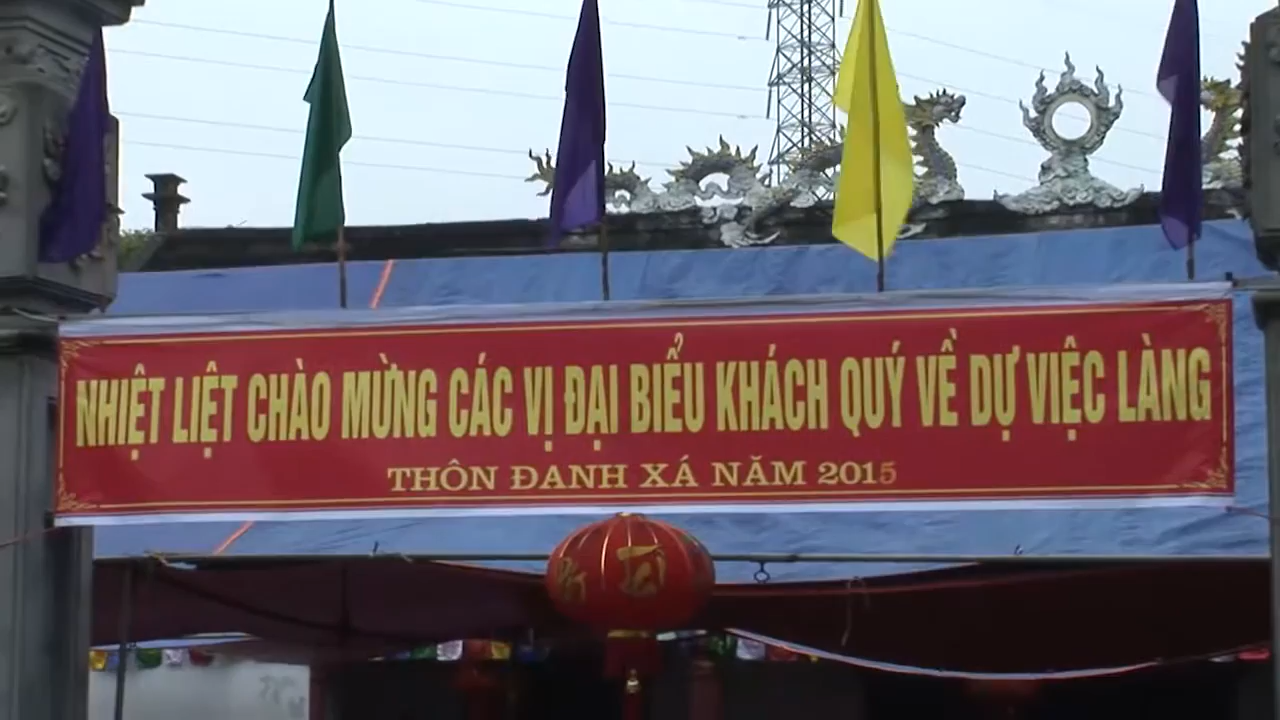 NHIỆT LIỆT CHÀO MỪNG CÁC VỊ ĐẠI BIỂU KHÁCH QUÝ VỀ DỰ VIỆC LÀNG
THÔN ĐANH XÁ NĂM 2015